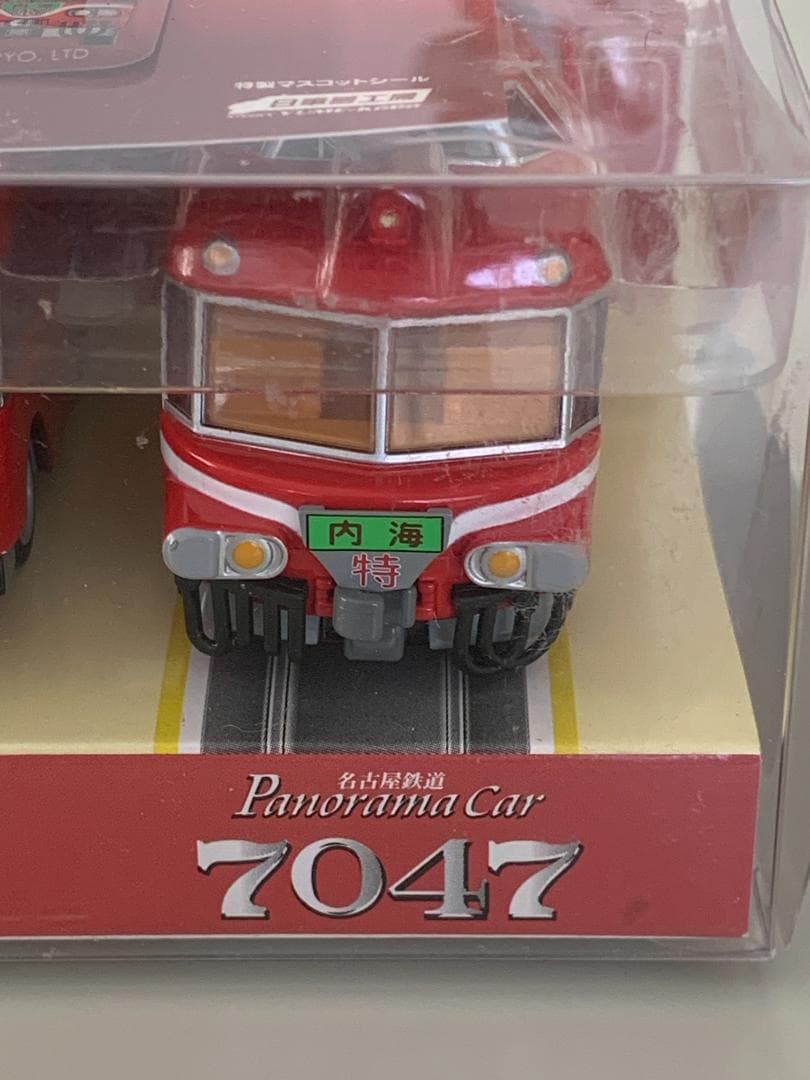 YO, LTD
特製マスコットシール
内海
特
名古屋鉄道
Panorama Car
7047